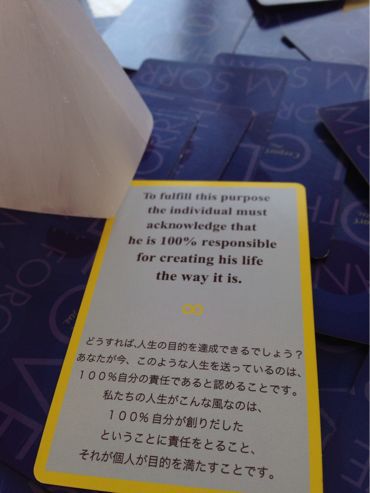 M SORR
To fulfill this purpose
the individual must
acknowledge that
he is 100% responsible
for creating his life
the way it is.
∞
どうすれば、人生の目的を達成できるでしょう？
あなたが今、このような人生を送っているのは、
１００％自分の責任であると認めることです。
私たちの人生がこんな風なのは、
１００％自分が創りだした
ということに責任をとること、
それが個人が目的を満たすことです。